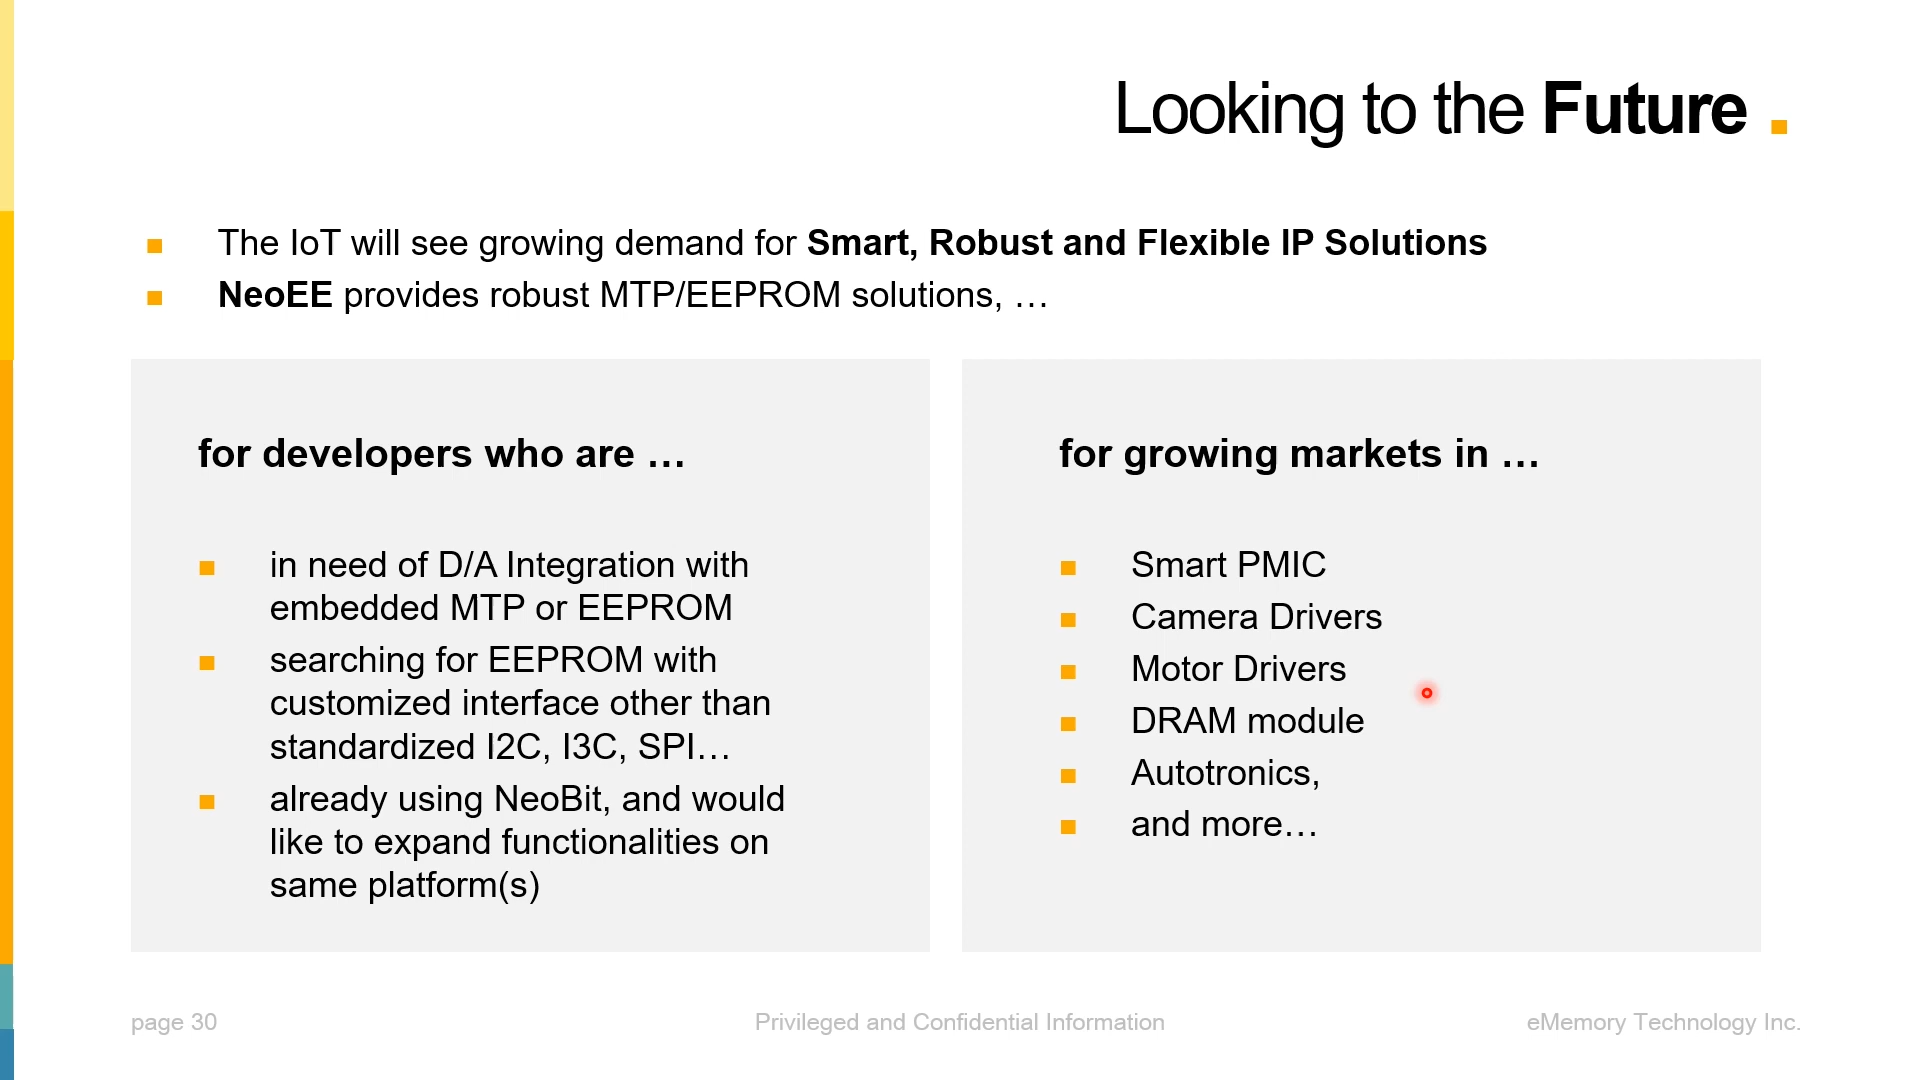 Looking to the Future .
The IoT will see growing demand for Smart, Robust and Flexible IP Solutions
NeoEE provides robust MTP/EEPROM solutions, …
for developers who are …
in need of D/A Integration with
embedded MTP or EEPROM
searching for EEPROM with
customized interface other than
standardized I2C, I3C, SPI…
already using NeoBit, and would
like to expand functionalities on
same platform(s)
for growing markets in …
Smart PMIC
Camera Drivers
Motor Drivers
DRAM module
Autotronics,
and more…
page 30
Privileged and Confidential Information
eMemory Technology Inc.